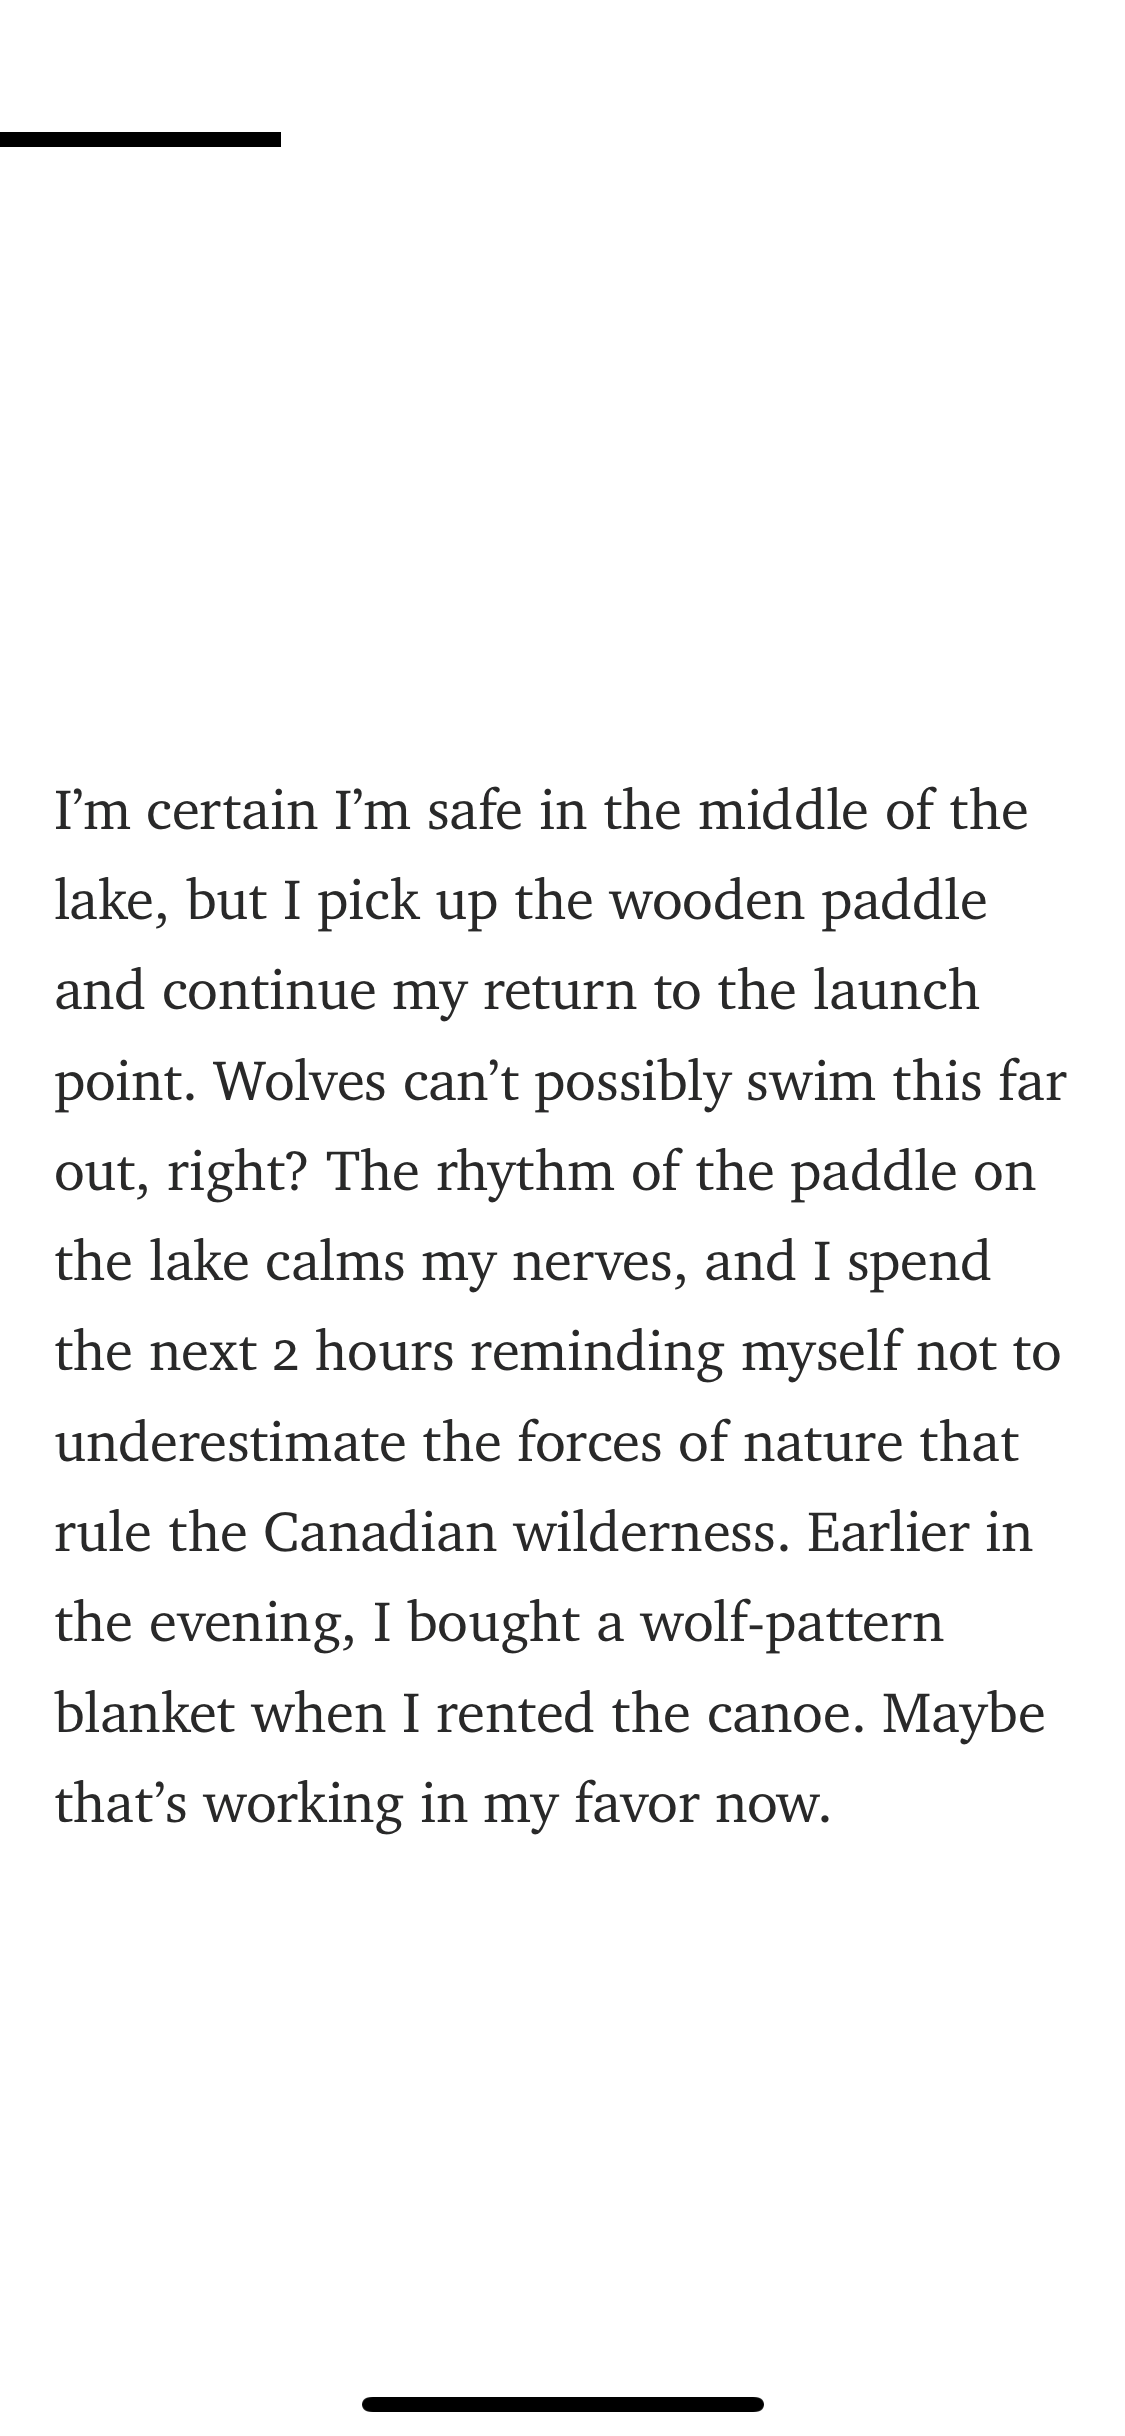 I’m certain I’m safe in the middle of the
lake, but I pick up the wooden paddle
and continue my return to the launch
point. Wolves can’t possibly swim this far
out, right? The rhythm of the paddle on
the lake calms my nerves, and I spend
the next 2 hours reminding myself not to
underestimate the forces of nature that
rule the Canadian wilderness. Earlier in
the evening, I bought a wolf-pattern
blanket when I rented the canoe. Maybe
that’s working in my favor now.